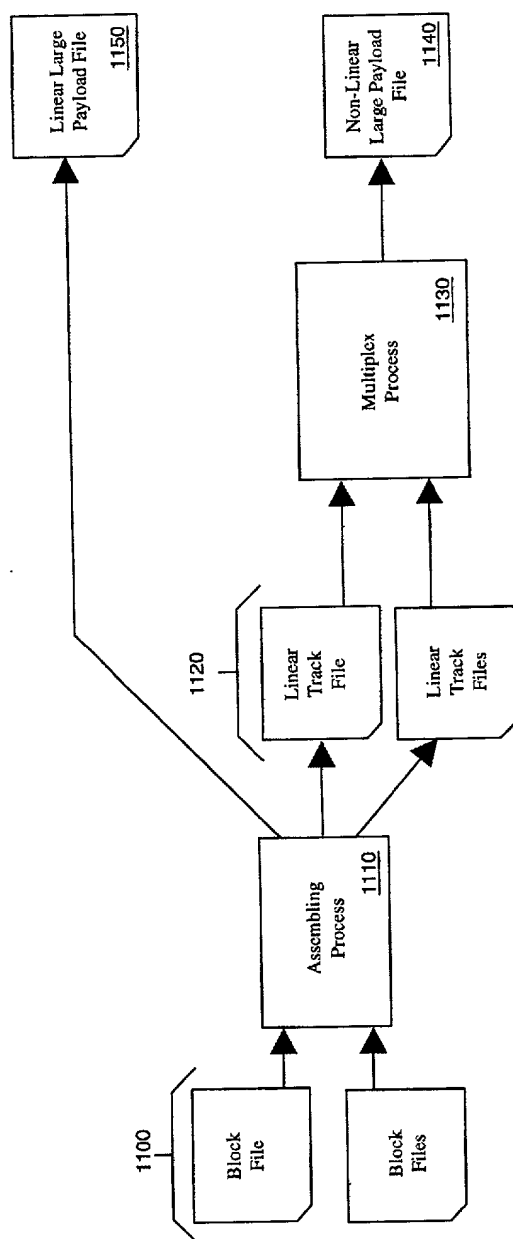 1100
Block
File
Block
Files
Assembling
Process
1110
1120
Linear
Track
File
Linear
Track
Files
Multiplex
Process
1130
Linear Large
Payload File
1150
Non-Linear
Large Payload
File
1140